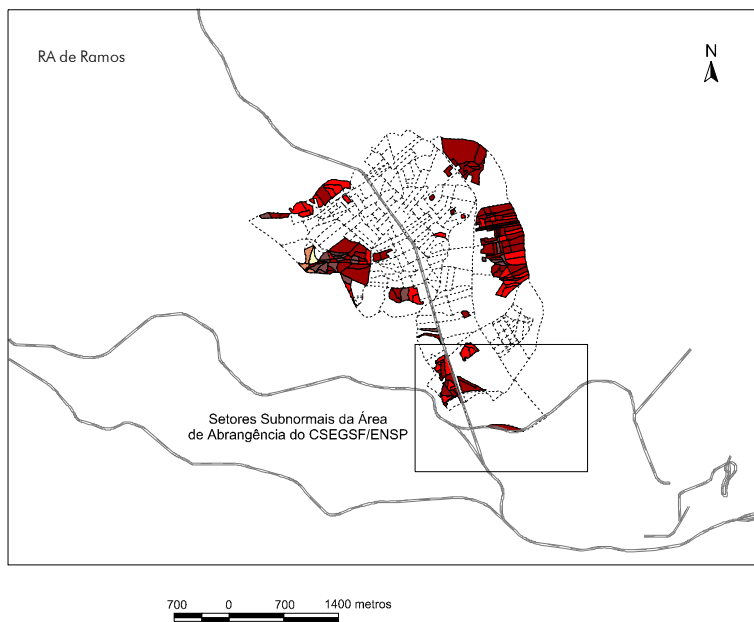 RA de Ramos
N
Setores Subnormais da Área
de Abrangência do CSEGSF/ENSP
700 0 700 1400 metros